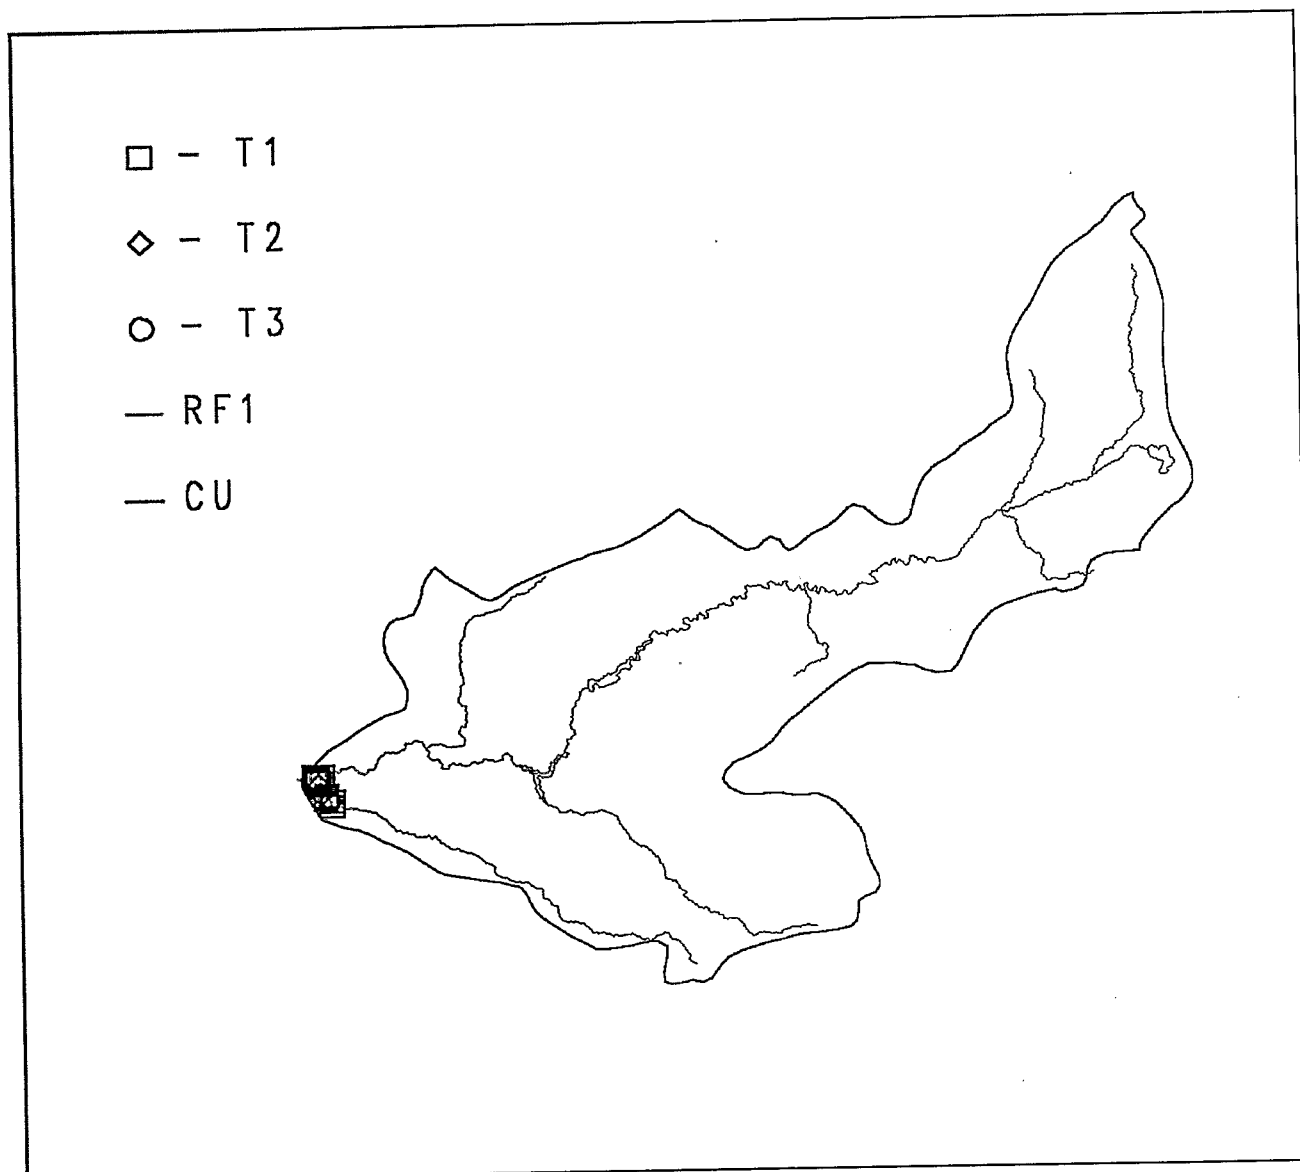 □ - T1
◇ - T2
○ - T3
— RF1
— CU